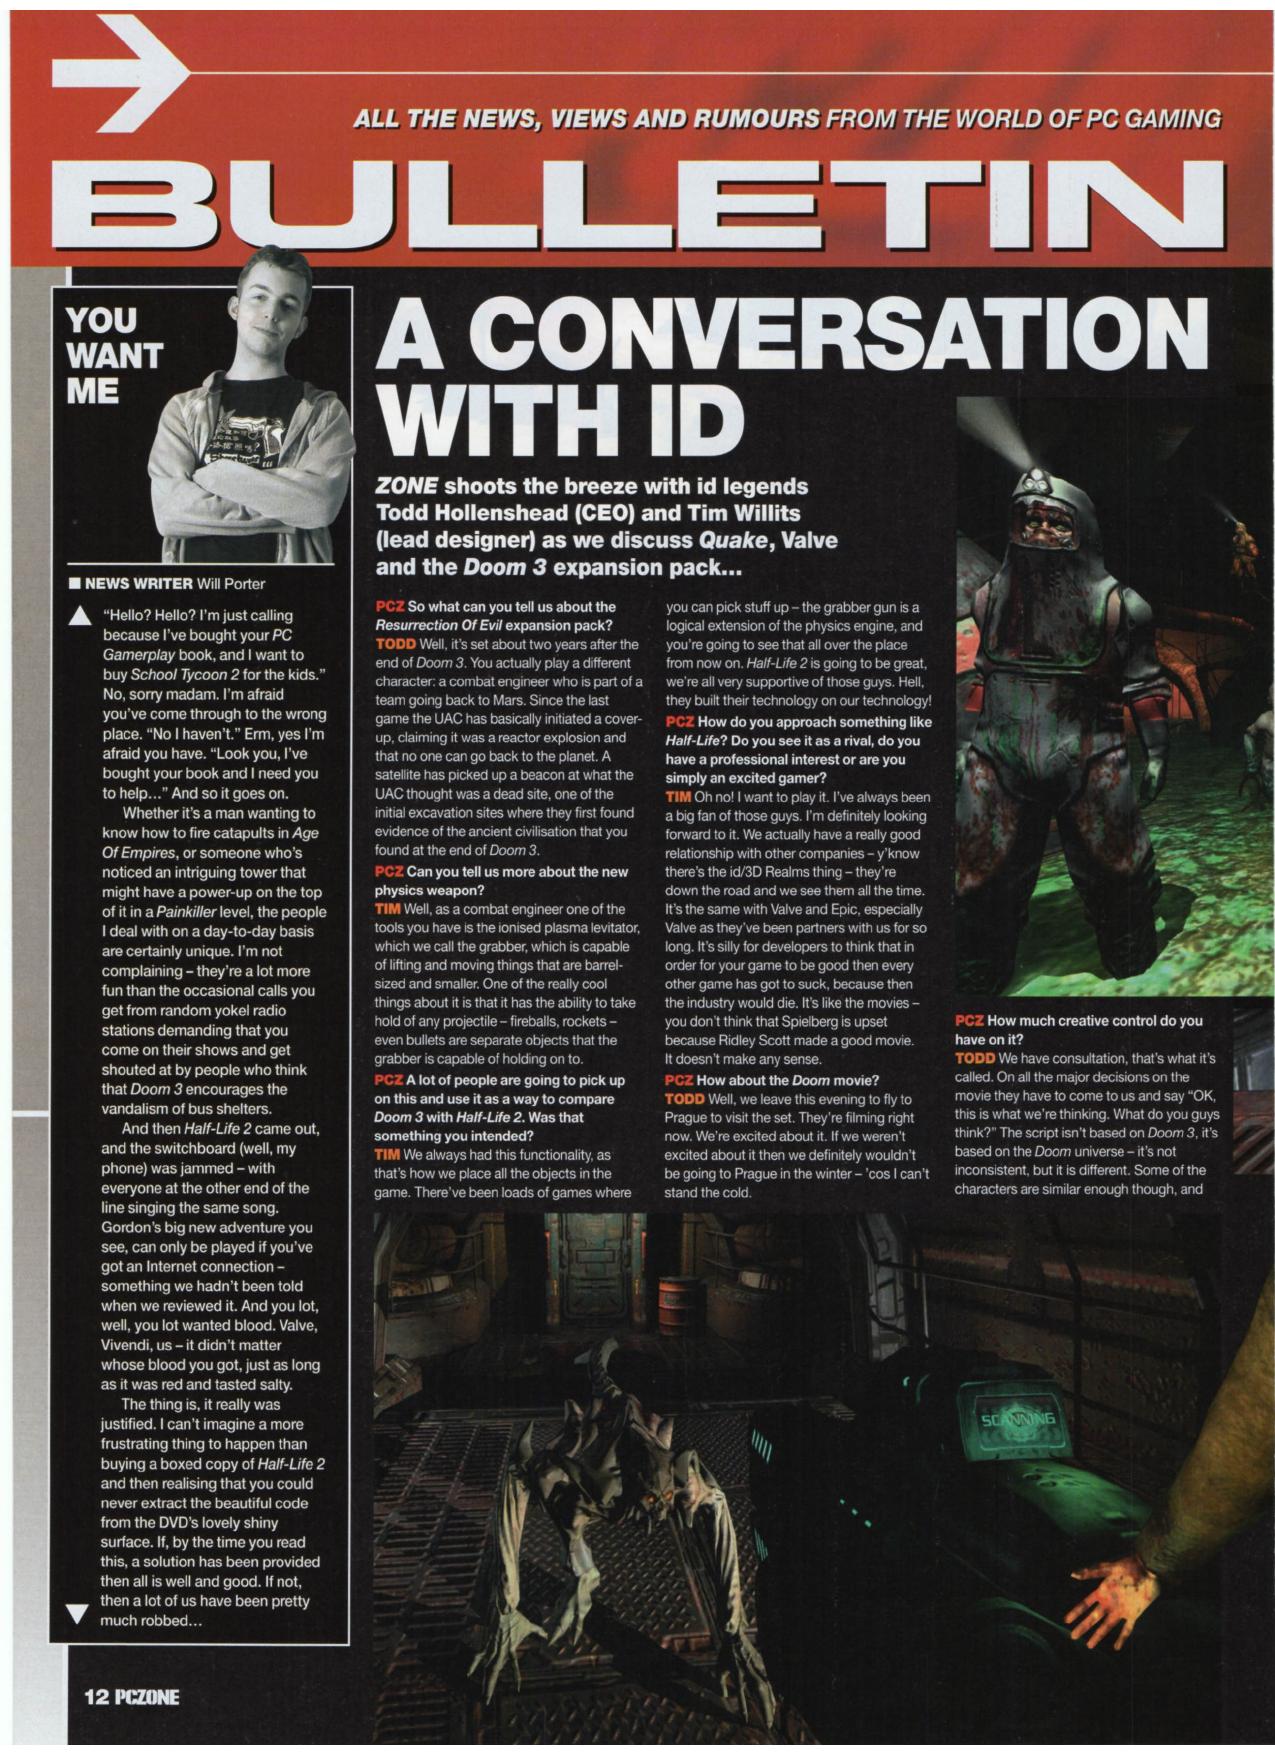 ALL THE NEWS, VIEWS AND RUMOURS FROM THE WORLD OF PC GAMING
BULLETIN
YOU
WANT
ME
■ NEWS WRITER Will Porter
"Hello? Hello? I'm just calling
because I've bought your PC
Gamerplay book, and I want to
buy School Tycoon 2 for the kids."
No, sorry madam. I'm afraid
you've come through to the wrong
place. "No I haven't." Erm, yes I'm
afraid you have. "Look you, I've
bought your book and I need you
to help..." And so it goes on.
Whether it's a man wanting to
know how to fire catapults in Age
Of Empires, or someone who's
noticed an intriguing tower that
might have a power-up on the top
of it in a Painkiller level, the people
I deal with on a day-to-day basis
are certainly unique. I'm not
complaining – they're a lot more
fun than the occasional calls you
get from random yokel radio
stations demanding that you
come on their shows and get
shouted at by people who think
that Doom 3 encourages the
vandalism of bus shelters.
And then Half-Life 2 came out,
and the switchboard (well, my
phone) was jammed – with
everyone at the other end of the
line singing the same song.
Gordon's big new adventure you
see, can only be played if you've
got an Internet connection –
something we hadn't been told
when we reviewed it. And you lot,
well, you lot wanted blood. Valve,
Vivendi, us – it didn't matter
whose blood you got, just as long
as it was red and tasted salty.
The thing is, it really was
justified. I can't imagine a more
frustrating thing to happen than
buying a boxed copy of Half-Life 2
and then realising that you could
never extract the beautiful code
from the DVD's lovely shiny
surface. If, by the time you read
this, a solution has been provided
then all is well and good. If not,
then a lot of us have been pretty
much robbed...
A CONVERSATION
WITH ID
ZONE shoots the breeze with id legends
Todd Hollenshead (CEO) and Tim Willits
(lead designer) as we discuss Quake, Valve
and the Doom 3 expansion pack...
PCZ So what can you tell us about the
Resurrection Of Evil expansion pack?
TODD Well, it's set about two years after the
end of Doom 3. You actually play a different
character: a combat engineer who is part of a
team going back to Mars. Since the last
game the UAC has basically initiated a cover-
up, claiming it was a reactor explosion and
that no one can go back to the planet. A
satellite has picked up a beacon at what the
UAC thought was a dead site, one of the
initial excavation sites where they first found
evidence of the ancient civilisation that you
found at the end of Doom 3.
PCZ Can you tell us more about the new
physics weapon?
TIM Well, as a combat engineer one of the
tools you have is the ionised plasma levitator,
which we call the grabber, which is capable
of lifting and moving things that are barrel-
sized and smaller. One of the really cool
things about it is that it has the ability to take
hold of any projectile – fireballs, rockets –
even bullets are separate objects that the
grabber is capable of holding on to.
PCZ A lot of people are going to pick up
on this and use it as a way to compare
Doom 3 with Half-Life 2. Was that
something you intended?
TIM We always had this functionality, as
that's how we place all the objects in the
game. There've been loads of games where
you can pick stuff up – the grabber gun is a
logical extension of the physics engine, and
you're going to see that all over the place
from now on. Half-Life 2 is going to be great,
we're all very supportive of those guys. Hell,
they built their technology on our technology!
PCZ How do you approach something like
Half-Life? Do you see it as a rival, do you
have a professional interest or are you
simply an excited gamer?
TIM Oh no! I want to play it. I've always been
a big fan of those guys. I'm definitely looking
forward to it. We actually have a really good
relationship with other companies – y'know
there's the id/3D Realms thing – they're
down the road and we see them all the time.
It's the same with Valve and Epic, especially
Valve as they've been partners with us for so
long. It's silly for developers to think that in
order for your game to be good then every
other game has got to suck, because then
the industry would die. It's like the movies –
you don't think that Spielberg is upset
because Ridley Scott made a good movie.
It doesn't make any sense.
PCZ How about the Doom movie?
TODD Well, we leave this evening to fly to
Prague to visit the set. They're filming right
now. We're excited about it. If we weren't
excited about it then we definitely wouldn't
be going to Prague in the winter – 'cos I can't
stand the cold.
PCZ How much creative control do you
have on it?
TODD We have consultation, that's what it's
called. On all the major decisions on the
movie they have to come to us and say "OK,
this is what we're thinking. What do you guys
think?" The script isn't based on Doom 3, it's
based on the Doom universe – it's not
inconsistent, but it is different. Some of the
characters are similar enough though, and
SCANNING
12 PCZONE